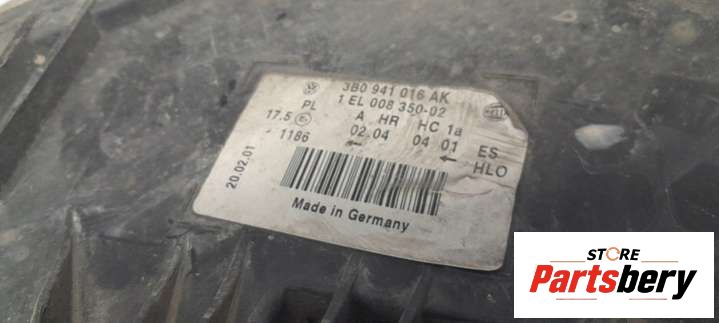 3B0 941 016 AK
PL 1 EL 008 350-02
17.5 A HR HC 1a
1186 02 04 04 01 ES
← ← HLO
20.02.01
Made in Germany
HELLA
STORE
Partsbery